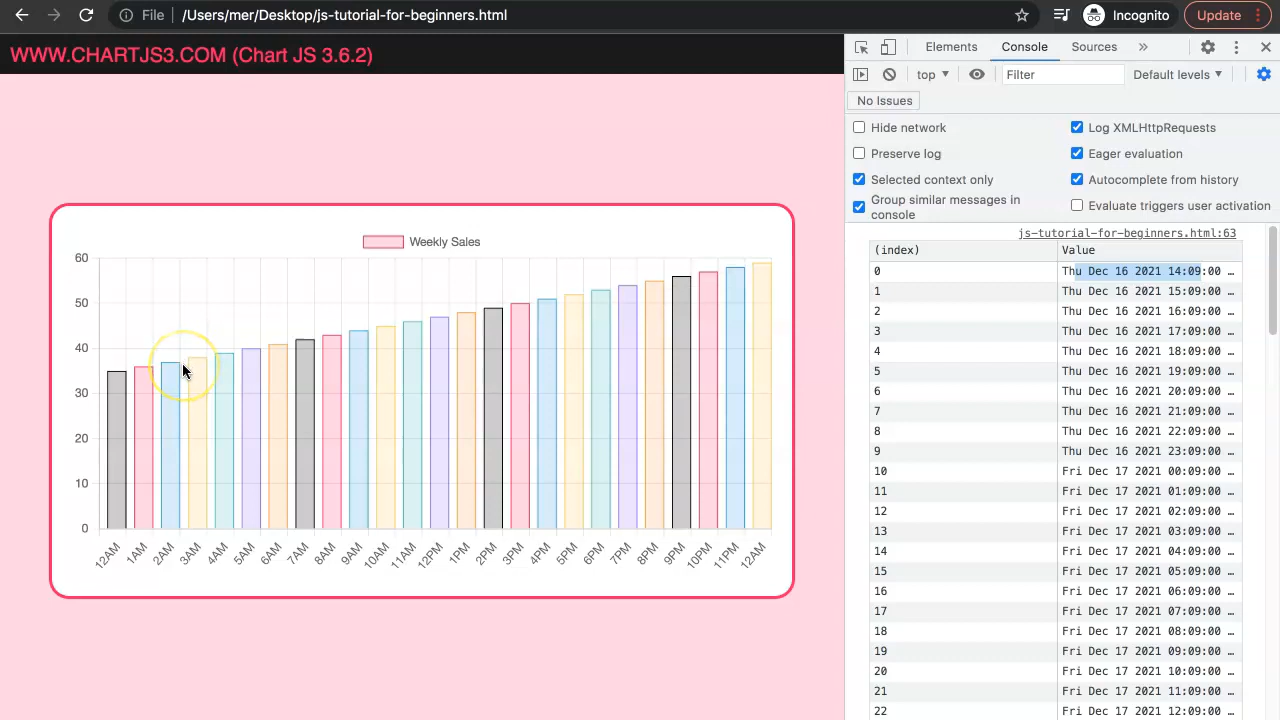 File
/Users/mer/Desktop/js-tutorial-for-beginners.html
Incognito
Update
WWW.CHARTJS3.COM (Chart JS 3.6.2)
Elements
Console
Sources
»
top ▼
Filter
Default levels ▼
No Issues
Hide network
Log XMLHttpRequests
Preserve log
Eager evaluation
Selected context only
Autocomplete from history
Group similar messages in
console
Evaluate triggers user activation
js-tutorial-for-beginners.html:63
(index)
Value
0
Thu Dec 16 2021 14:09:00 …
1
Thu Dec 16 2021 15:09:00 …
2
Thu Dec 16 2021 16:09:00 …
3
Thu Dec 16 2021 17:09:00 …
4
Thu Dec 16 2021 18:09:00 …
5
Thu Dec 16 2021 19:09:00 …
6
Thu Dec 16 2021 20:09:00 …
7
Thu Dec 16 2021 21:09:00 …
8
Thu Dec 16 2021 22:09:00 …
9
Thu Dec 16 2021 23:09:00 …
10
Fri Dec 17 2021 00:09:00 …
11
Fri Dec 17 2021 01:09:00 …
12
Fri Dec 17 2021 02:09:00 …
13
Fri Dec 17 2021 03:09:00 …
14
Fri Dec 17 2021 04:09:00 …
15
Fri Dec 17 2021 05:09:00 …
16
Fri Dec 17 2021 06:09:00 …
17
Fri Dec 17 2021 07:09:00 …
18
Fri Dec 17 2021 08:09:00 …
19
Fri Dec 17 2021 09:09:00 …
20
Fri Dec 17 2021 10:09:00 …
21
Fri Dec 17 2021 11:09:00 …
22
Fri Dec 17 2021 12:09:00 …
Weekly Sales
60
50
40
30
20
10
0
12AM
1AM
2AM
3AM
4AM
5AM
6AM
7AM
8AM
9AM
10AM
11AM
12PM
1PM
2PM
3PM
4PM
5PM
6PM
7PM
8PM
9PM
10PM
11PM
12AM